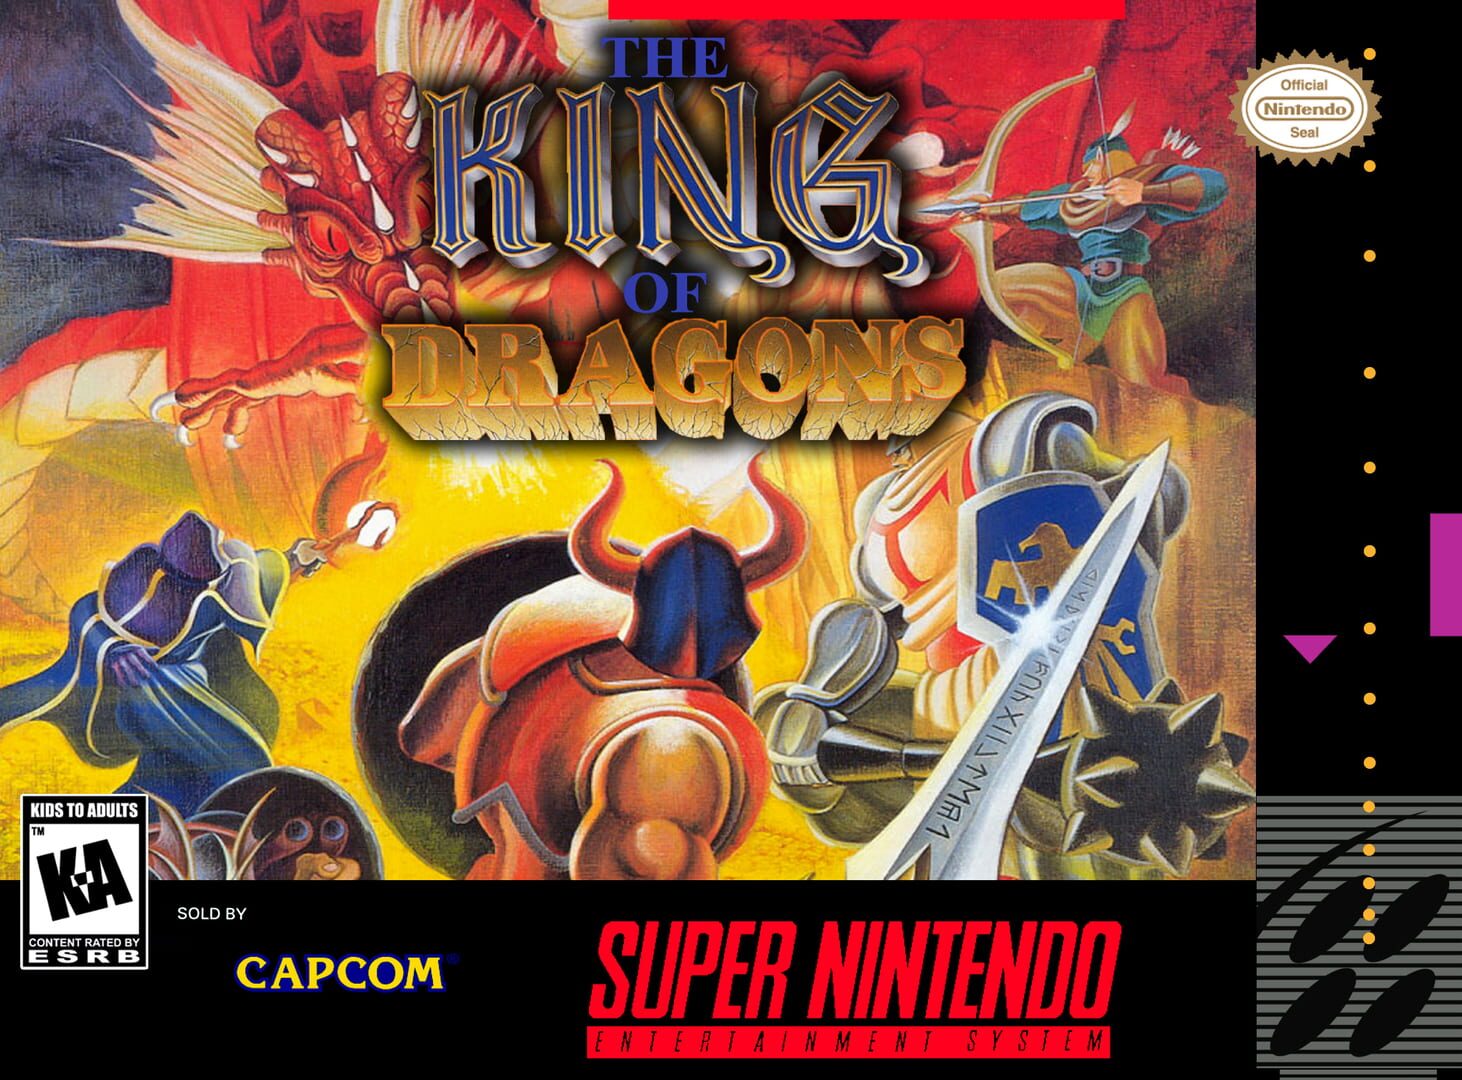 THE
KING
OF
DRAGONS
Official
Nintendo
Seal
KIDS TO ADULTS
TM
K-A
CONTENT RATED BY
ESRB
SOLD BY
CAPCOM
SUPER NINTENDO
ENTERTAINMENT SYSTEM